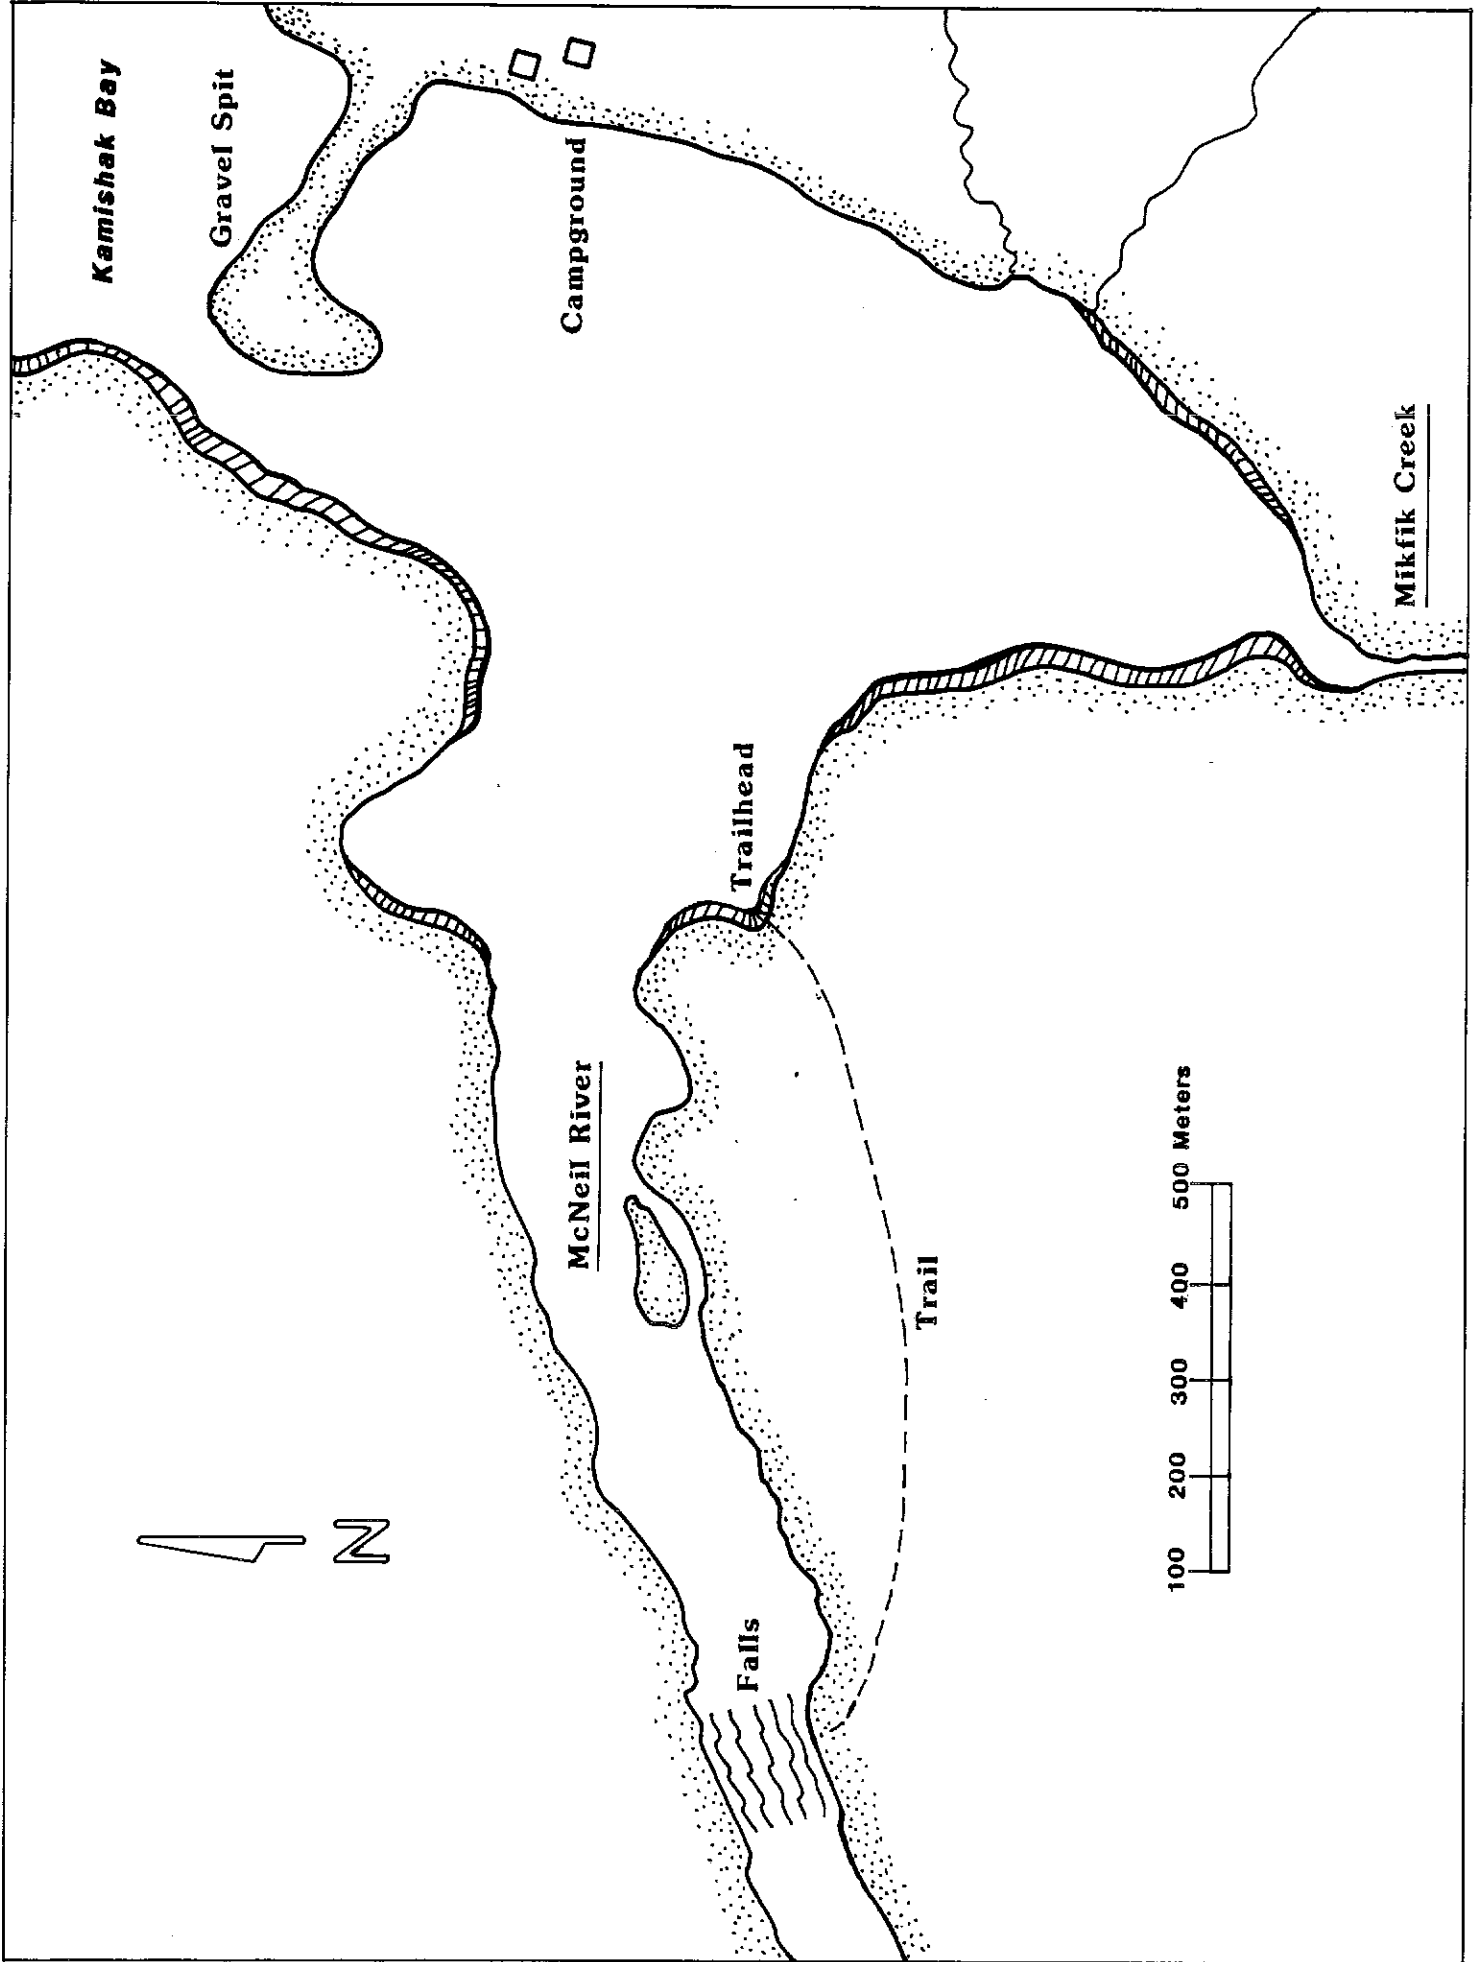 Kamishak Bay
Gravel Spit
Campground
Mikfik Creek
Trailhead
McNeil River
Trail
Falls
N
100 200 300 400 500 Meters